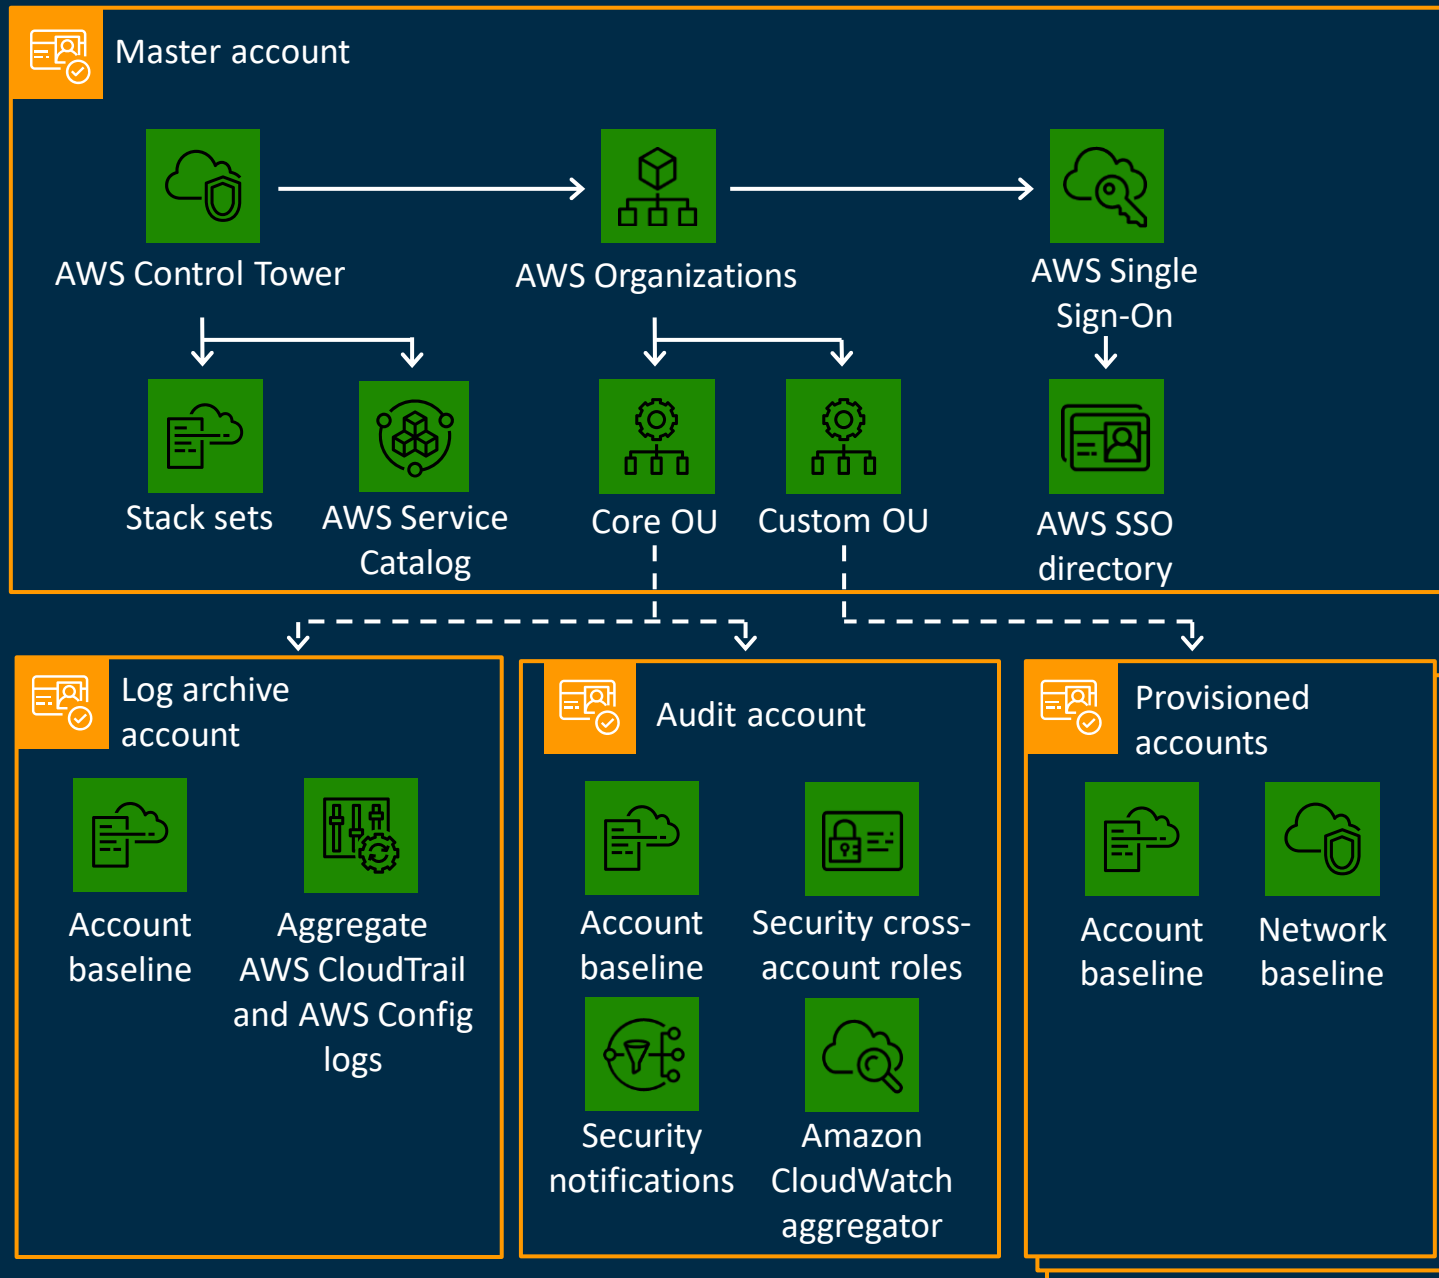 Master account
AWS Control Tower
AWS Organizations
AWS Single
Sign-On
Stack sets
AWS Service
Catalog
Core OU
Custom OU
AWS SSO
directory
Log archive
account
Account
baseline
Aggregate
AWS CloudTrail
and AWS Config
logs
Audit account
Account
baseline
Security cross-
account roles
Security
notifications
Amazon
CloudWatch
aggregator
Provisioned
accounts
Account
baseline
Network
baseline